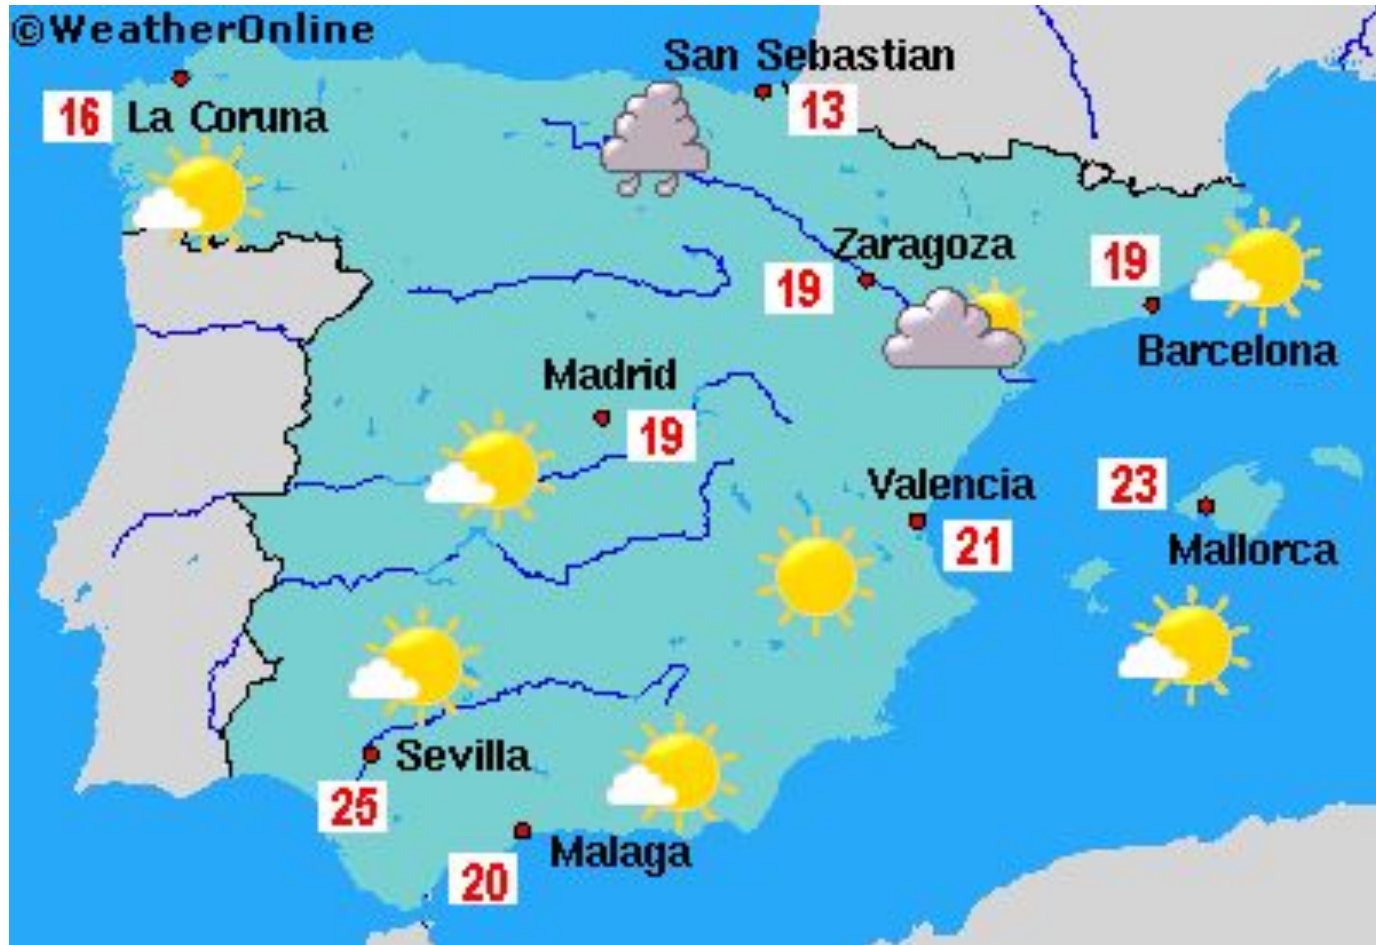 ©WeatherOnline
San Sebastian
16 La Coruna
13
Zaragoza
19
19
Barcelona
Madrid
19
Valencia
23
21
Mallorca
Sevilla
25
Malaga
20